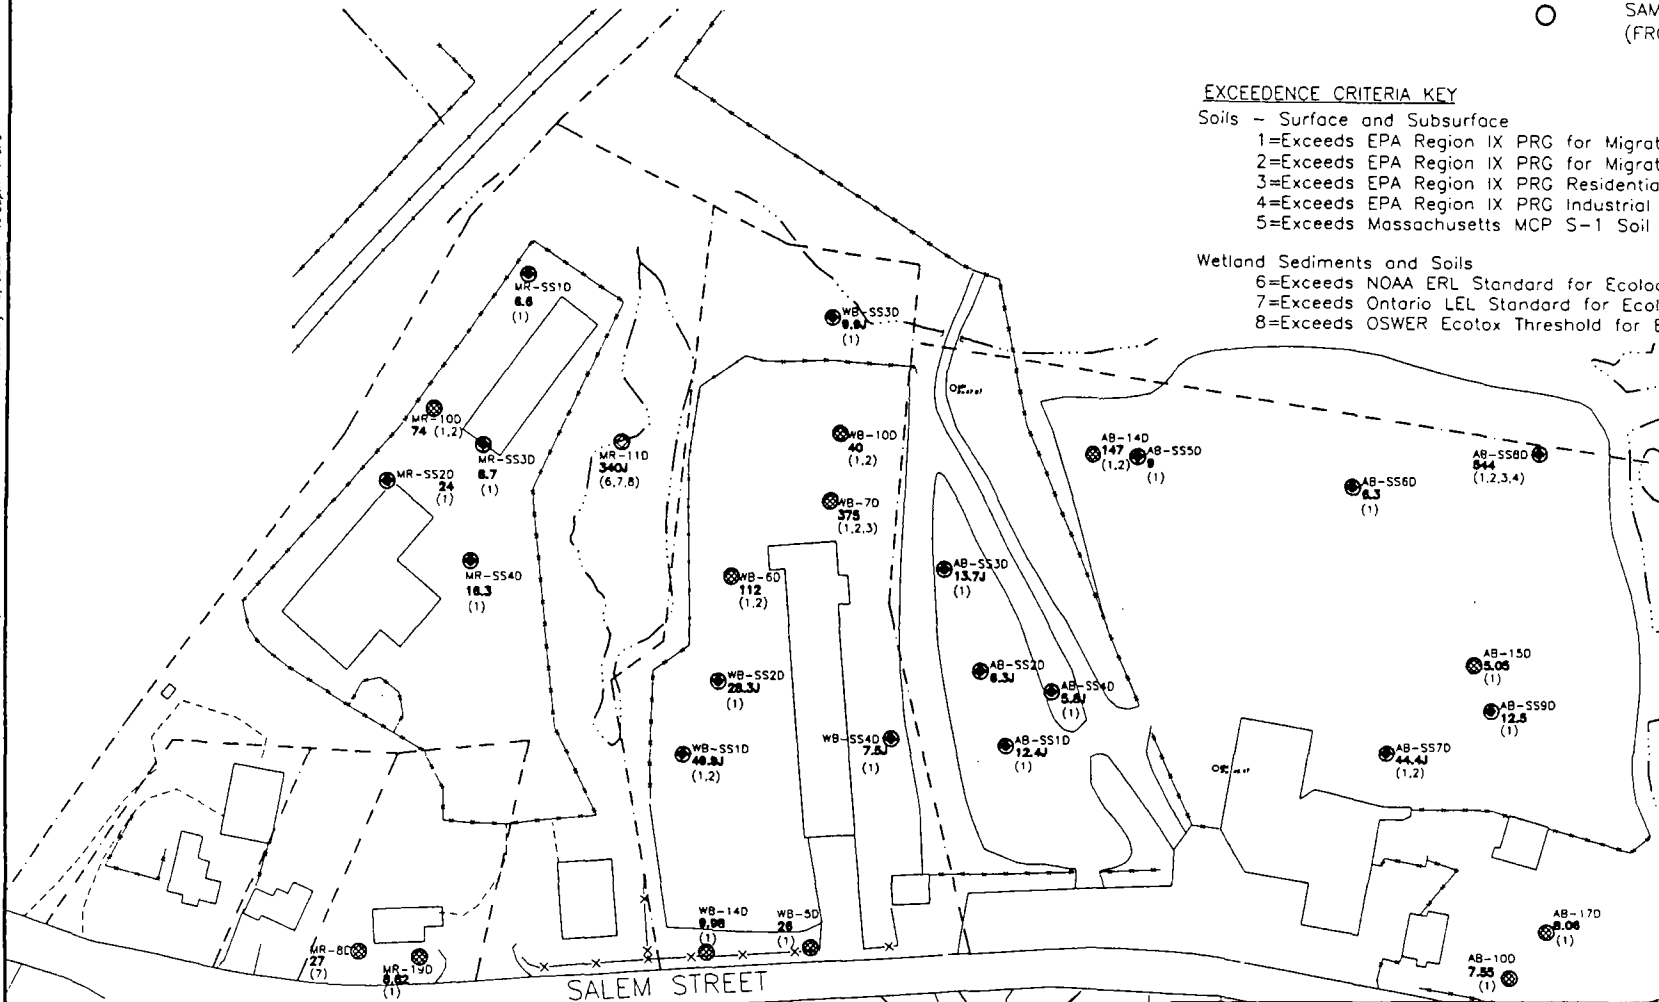 SAM
(FRO
EXCEEDENCE CRITERIA KEY
Soils - Surface and Subsurface
1=Exceeds EPA Region IX PRG for Migrat
2=Exceeds EPA Region IX PRG for Migrat
3=Exceeds EPA Region IX PRG Residentia
4=Exceeds EPA Region IX PRG Industrial
5=Exceeds Massachusetts MCP S-1 Soil
Wetland Sediments and Soils
6=Exceeds NOAA ERL Standard for Ecolog
7=Exceeds Ontario LEL Standard for Ecol
8=Exceeds OSWER Ecotox Threshold for E
MR-SS1D
6.6
(1)
WB-SS3D
9.9J
(1)
MR-10D
74 (1,2)
MR-SS3D
(1)
MR-SS2D
24
(1)
MR-11D
340J
(6,7,8)
WB-10D
40
(1,2)
AB-14D
147
(1,2)
AB-SS5D
9
(1)
AB-SS6D
6.3
(1)
AB-SS8D
544
(1,2,3,4)
WB-7D
375
(1,2,3)
MR-SS4D
16.3
(1)
WB-6D
112
(1,2)
AB-SS3D
13.7J
(1)
WB-SS2D
28.3J
(1)
AB-SS2D
(1)
AB-SS4D
(1)
AB-15D
5.05
(1)
AB-SS9D
12.5
(1)
WB-SS1D
(1,2)
WB-SS4D
(1)
AB-SS1D
12.4J
(1)
AB-SS7D
44.4J
(1,2)
MR-8D
27
(7)
MR-19D
(1)
WB-14D
(1)
WB-5D
26
(1)
AB-17D
(1)
AB-10D
7.55
(1)
SALEM STREET